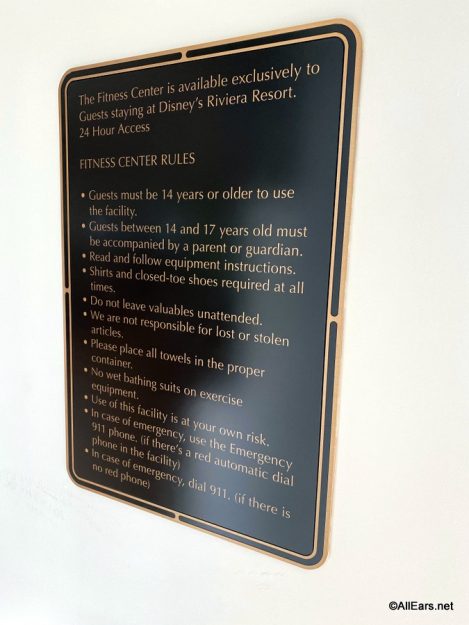 The Fitness Center is available exclusively to
Guests staying at Disney's Riviera Resort.
24 Hour Access
FITNESS CENTER RULES
• Guests must be 14 years or older to use
the facility.
• Guests between 14 and 17 years old must
be accompanied by a parent or guardian.
• Read and follow equipment instructions.
• Shirts and closed-toe shoes required at all
times.
• Do not leave valuables unattended.
• We are not responsible for lost or stolen
articles.
• Please place all towels in the proper
container.
• No wet bathing suits on exercise
equipment.
• Use of this facility is at your own risk.
• In case of emergency, use the Emergency
911 phone. (if there's a red automatic dial
phone in the facility)
• In case of emergency, dial 911. (if there is
no red phone)
©AllEars.net